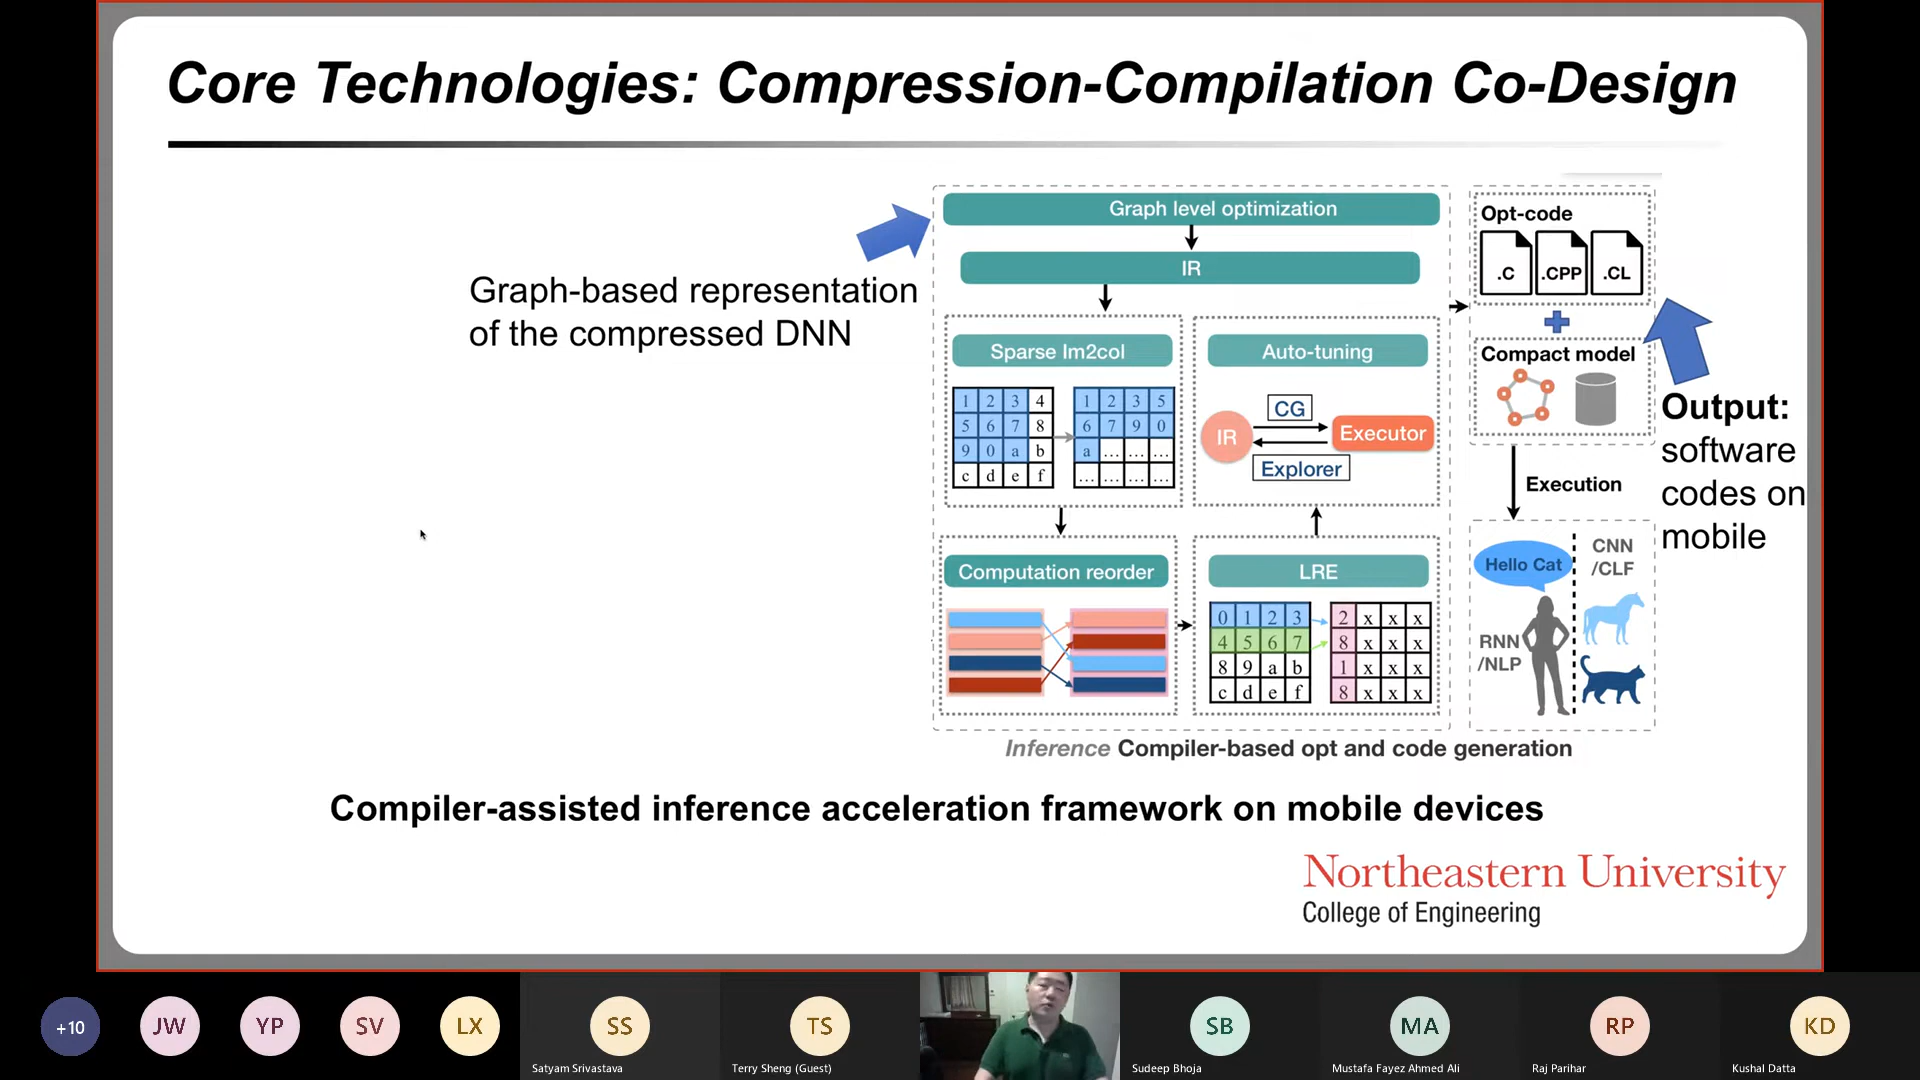 Core Technologies: Compression-Compilation Co-Design
Graph-based representation
of the compressed DNN
Graph level optimization
IR
Sparse Im2col
1 2 3 4
5 6 7 8
9 0 a b
c d e f
1 2 3 5
6 7 9 0
a ... ... ...
... ... ... ...
Auto-tuning
CG
IR
Executor
Explorer
Computation reorder
LRE
0 1 2 3
4 5 6 7
8 9 a b
c d e f
2 x x x
8 x x x
1 x x x
8 x x x
Inference Compiler-based opt and code generation
Opt-code
.C .CPP .CL
Compact model
Execution
Output:
software
codes on
mobile
Hello Cat
CNN
/CLF
RNN
/NLP
Compiler-assisted inference acceleration framework on mobile devices
Northeastern University
College of Engineering
+10
JW
YP
SV
LX
SS
Satyam Srivastava
TS
Terry Sheng (Guest)
SB
Sudeep Bhoja
MA
Mustafa Fayez Ahmed Ali
RP
Raj Parihar
KD
Kushal Datta